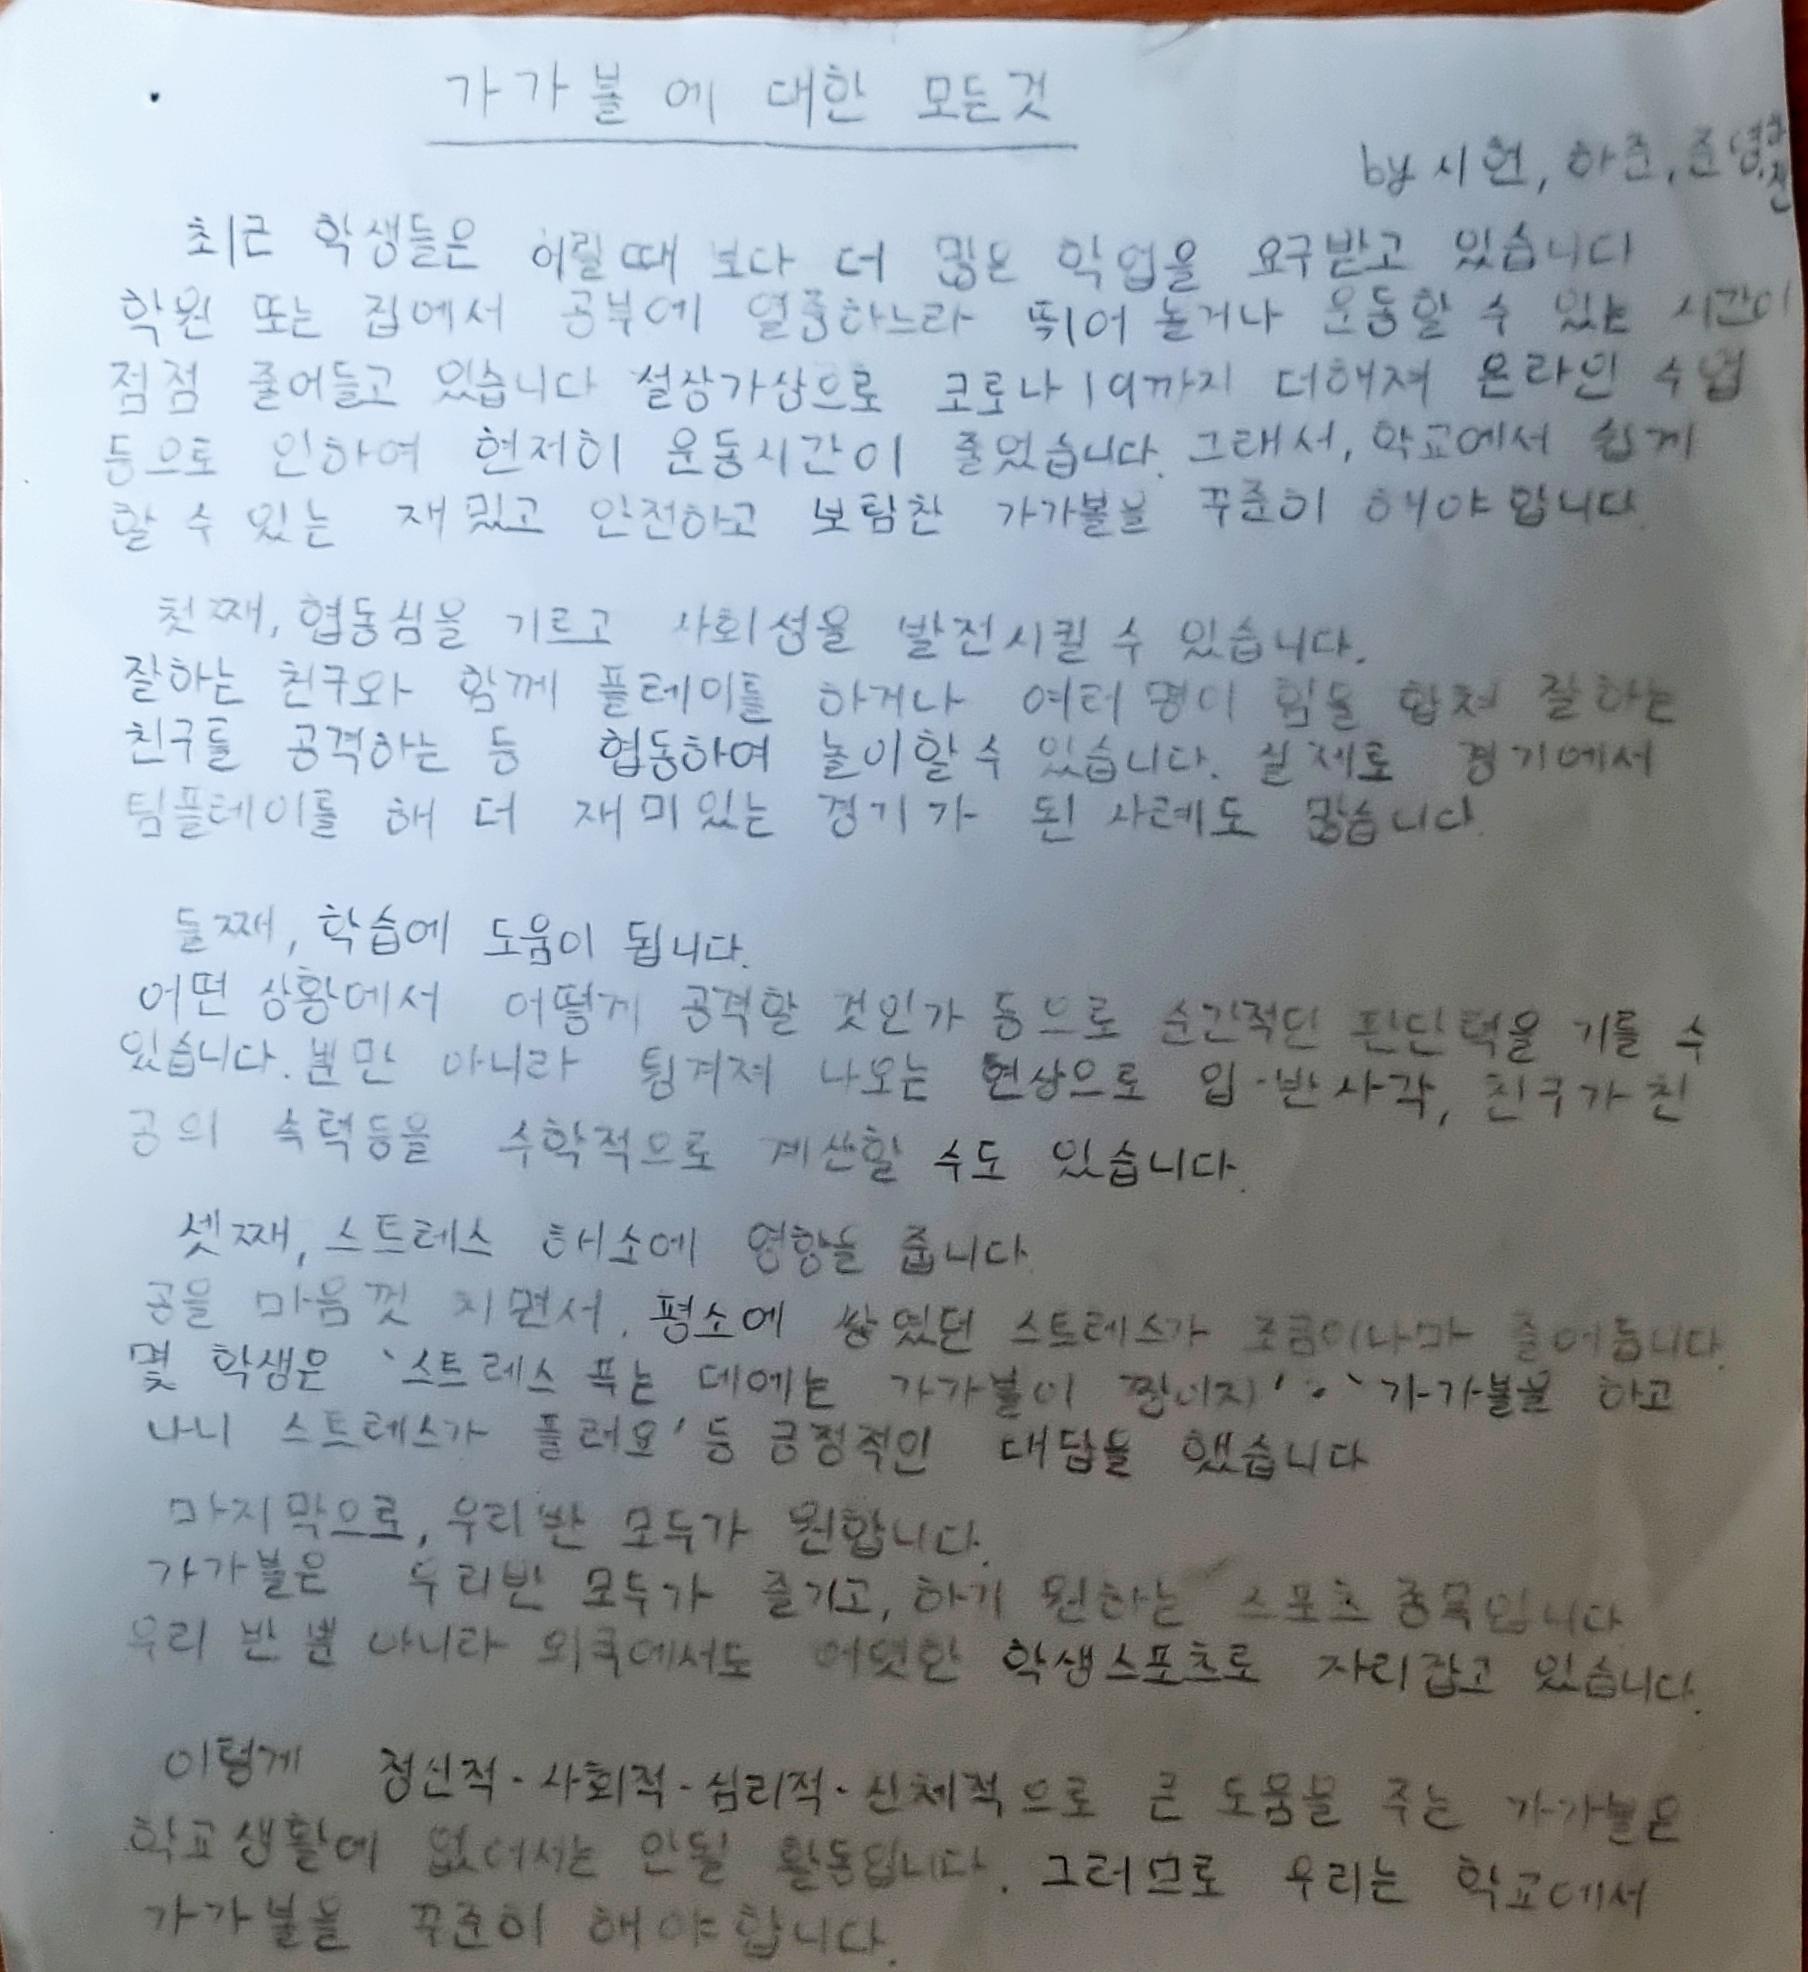 가가볼에 대한 모든것
by 시현, 하준, 준영
최근 학생들은 어릴때 보다 더 많은 학업을 요구받고 있습니다
학원 또는 집에서 공부에 열중하느라 뛰어 놀거나 운동할 수 있는 시간이
점점 줄어들고 있습니다 설상가상으로 코로나19까지 더해져 온라인 수업
등으로 인하여 현저히 운동시간이 줄었습니다. 그래서, 학교에서 쉽게
할 수 있는 재밌고 안전하고 보람찬 가가볼을 꾸준히 해야합니다.
첫째, 협동심을 기르고 사회성을 발전시킬 수 있습니다.
잘하는 친구와 함께 플레이를 하거나 여러명이 힘을 합쳐 잘하는
친구를 공격하는 등 협동하여 놀이할 수 있습니다. 실제로 경기에서
팀플레이를 해 더 재미있는 경기가 된 사례도 많습니다.
둘째, 학습에 도움이 됩니다.
어떤 상황에서 어떻게 공격할 것인가 등으로 순간적인 판단력을 기를 수
있습니다. 뿐만 아니라 튕겨져 나오는 현상으로 입·반사각, 친구가 친
공의 속력등을 수학적으로 계산할 수도 있습니다.
셋째, 스트레스 해소에 영향을 줍니다.
공을 마음껏 치면서, 평소에 쌓였던 스트레스가 조금이나마 줄어듭니다.
몇 학생은 '스트레스 푸는 데에는 가가볼이 짱이지'·'가가볼을 하고
나니 스트레스가 풀려요' 등 긍정적인 대답을 했습니다
마지막으로, 우리반 모두가 원합니다.
가가볼은 우리반 모두가 즐기고, 하기 원하는 스포츠 종목입니다
우리 반 뿐 아니라 외국에서도 어엿한 학생스포츠로 자리잡고 있습니다.
이렇게 정신적·사회적·심리적·신체적으로 큰 도움을 주는 가가볼은
학교생활에 없어서는 안될 활동입니다. 그러므로 우리는 학교에서
가가볼을 꾸준히 해야합니다.